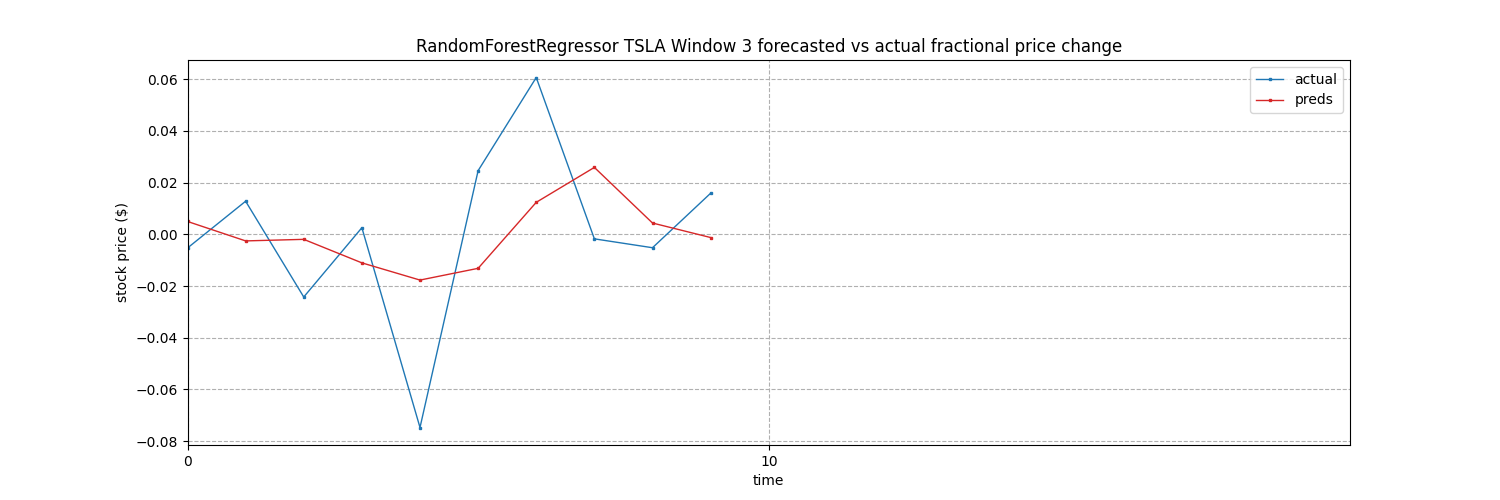 RandomForestRegressor TSLA Window 3 forecasted vs actual fractional price change
actual
preds
0.06
0.04
0.02
0.00
−0.02
−0.04
−0.06
−0.08
stock price ($)
0
10
time